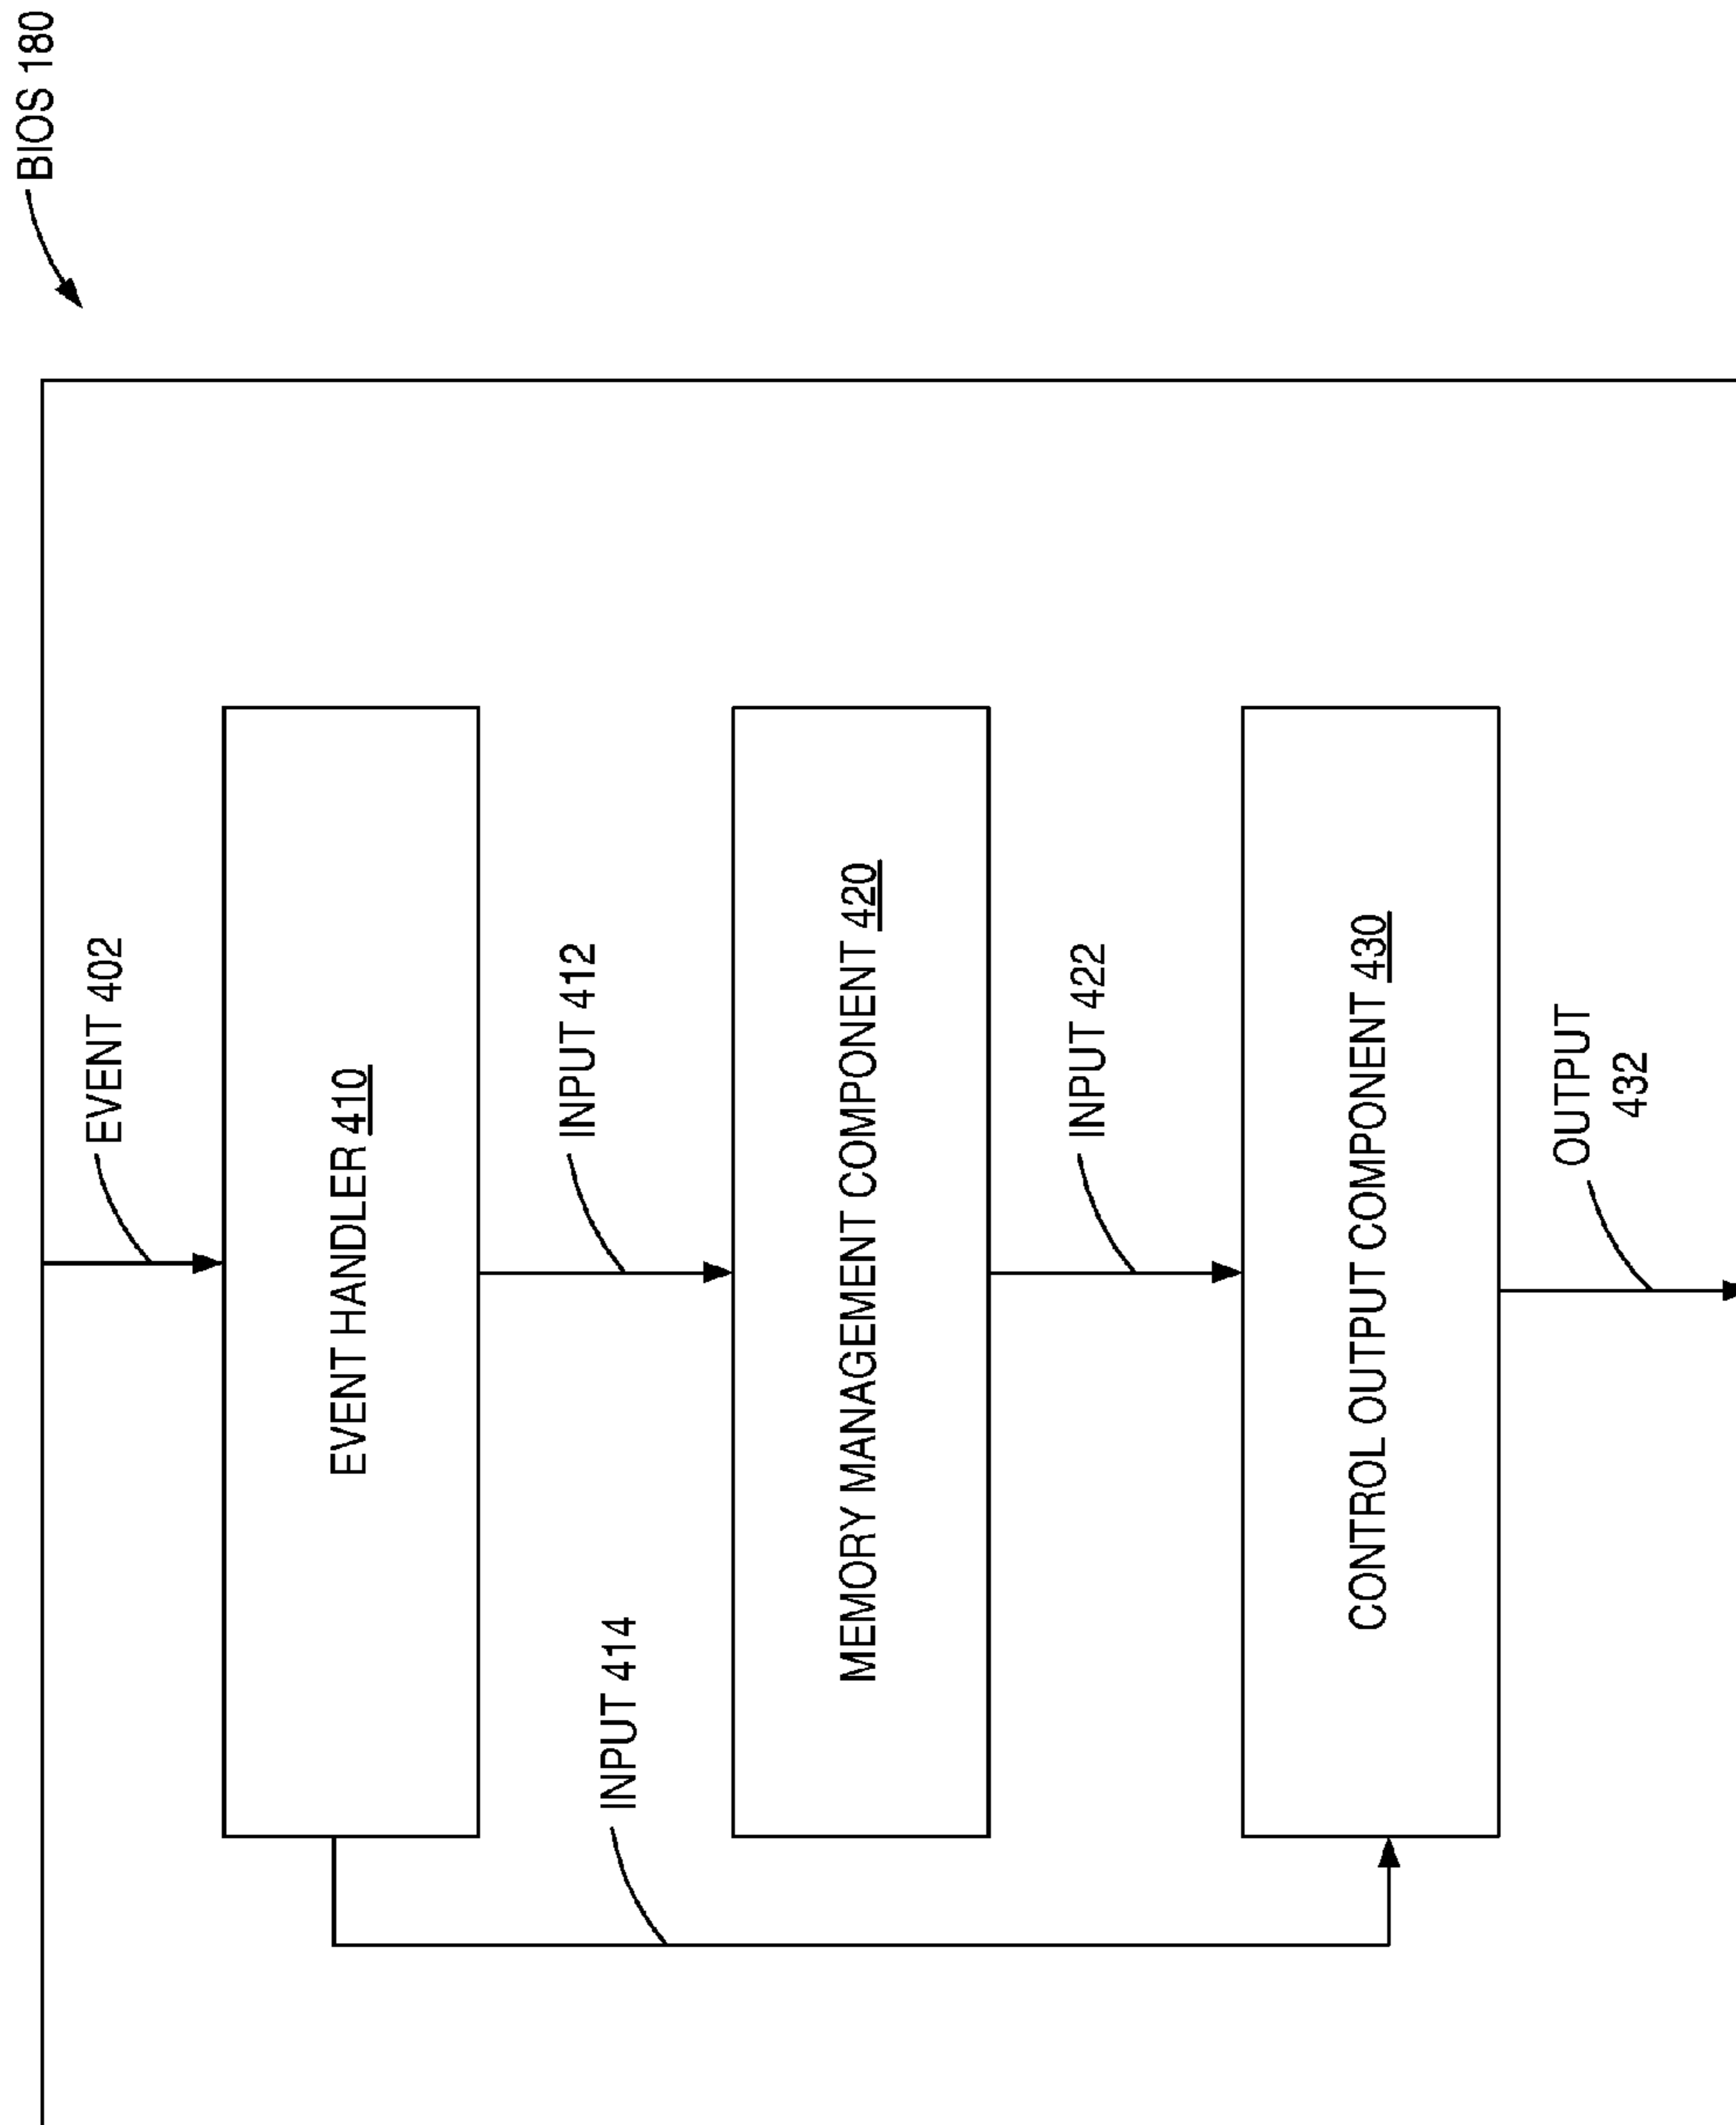 BIOS 180
EVENT 402
EVENT HANDLER 410
INPUT 412
INPUT 414
MEMORY MANAGEMENT COMPONENT 420
INPUT 422
CONTROL OUTPUT COMPONENT 430
OUTPUT
432